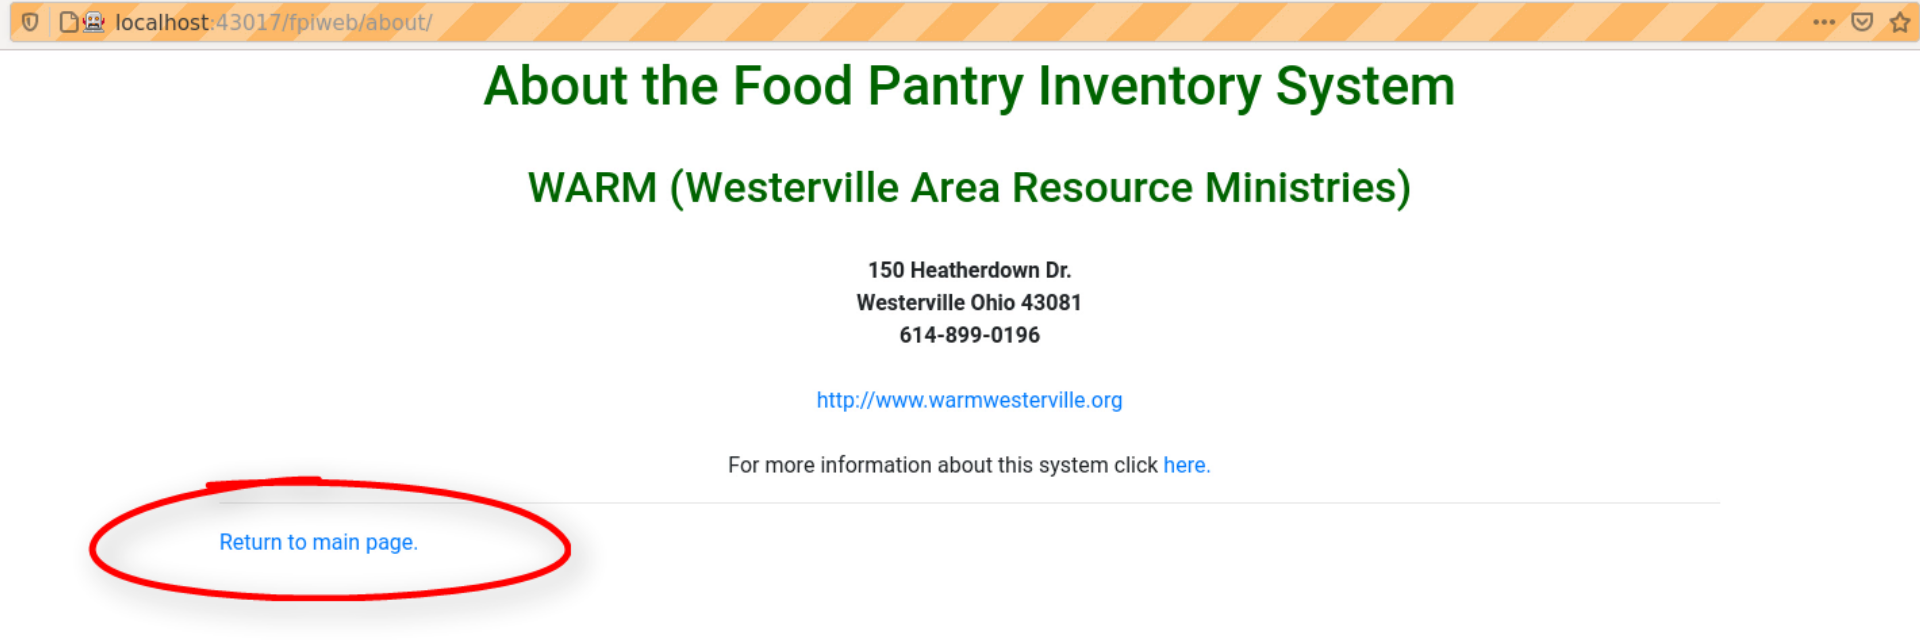 localhost:43017/fpiweb/about/
About the Food Pantry Inventory System
WARM (Westerville Area Resource Ministries)
150 Heatherdown Dr.
Westerville Ohio 43081
614-899-0196
http://www.warmwesterville.org
For more information about this system click here.
Return to main page.